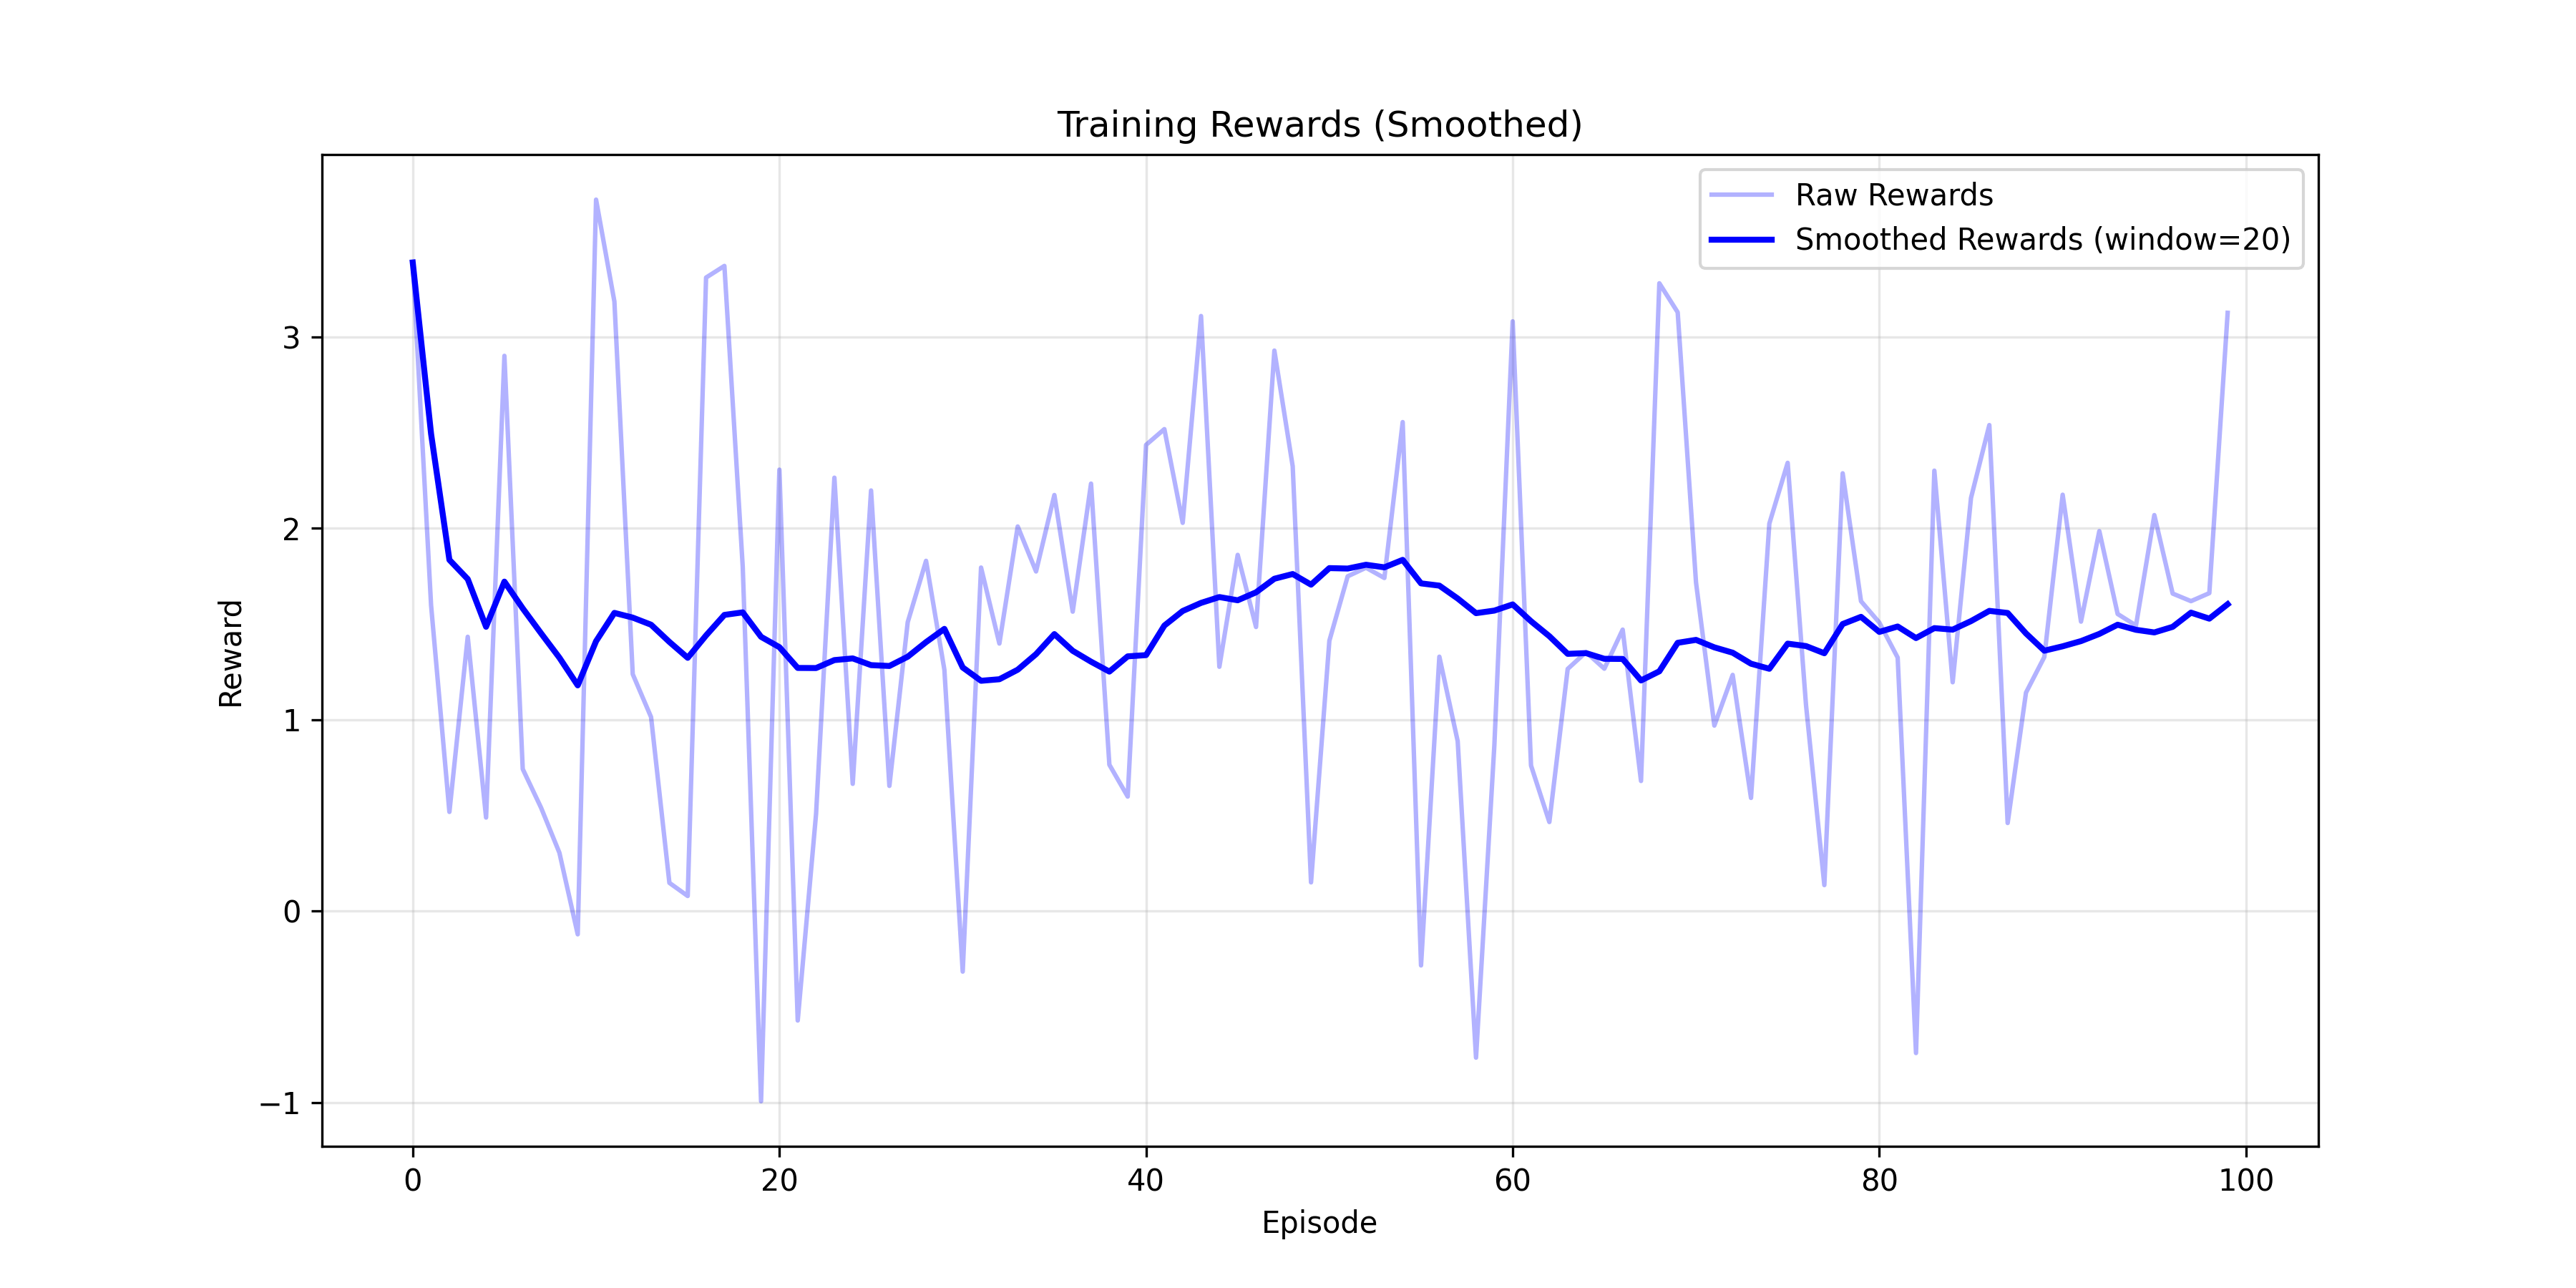 Training Rewards (Smoothed)
Raw Rewards
Smoothed Rewards (window=20)
3
2
1
0
−1
Reward
0 20 40 60 80 100
Episode